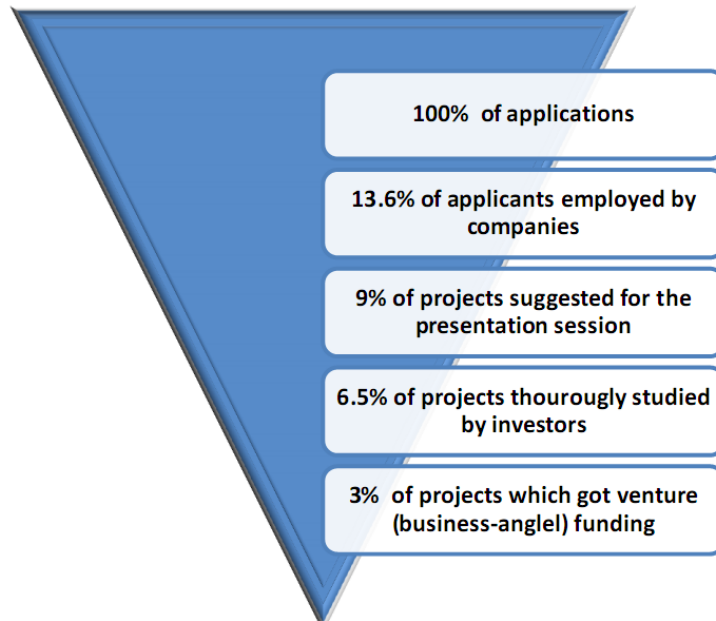 100% of applications
13.6% of applicants employed by
companies
9% of projects suggested for the
presentation session
6.5% of projects thourougly studied
by investors
3% of projects which got venture
(business-anglel) funding